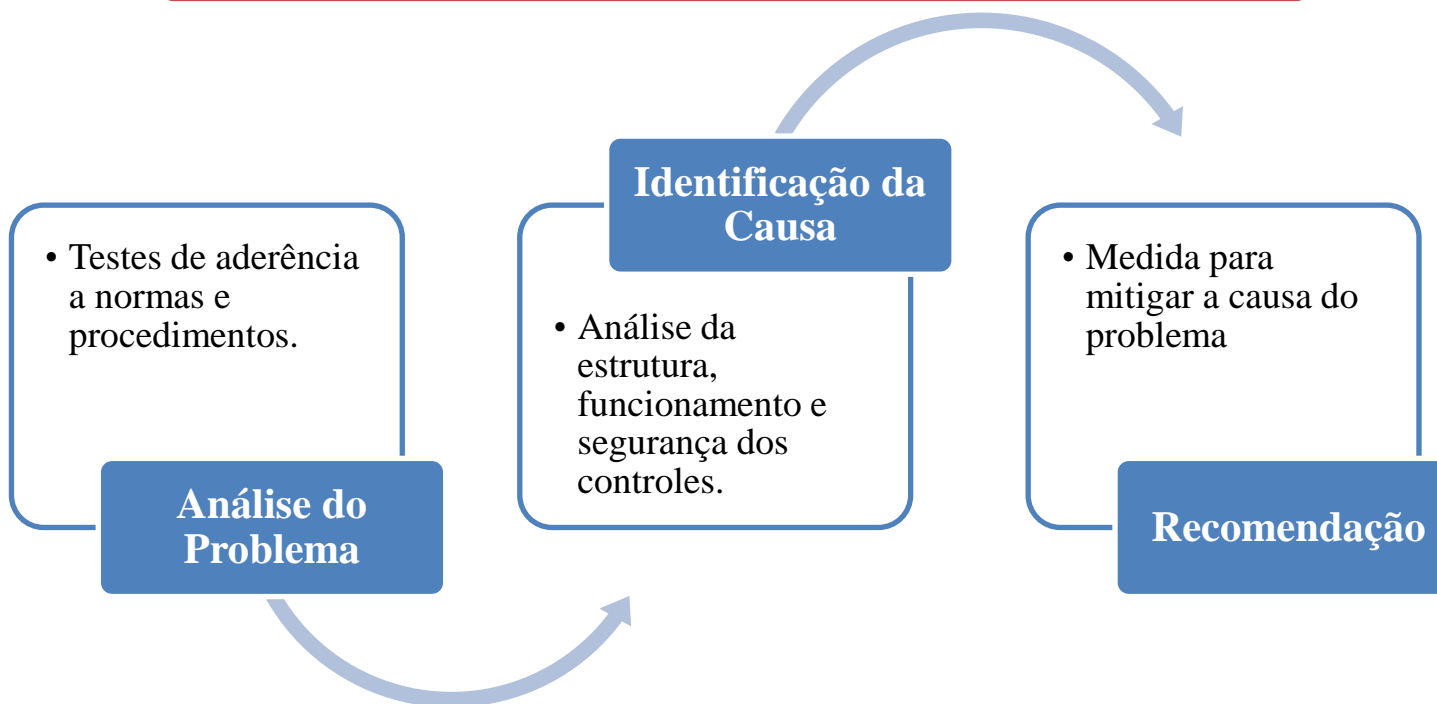 • Testes de aderência
a normas e
procedimentos.
Análise do
Problema
Identificação da
Causa
• Análise da
estrutura,
funcionamento e
segurança dos
controles.
• Medida para
mitigar a causa do
problema
Recomendação